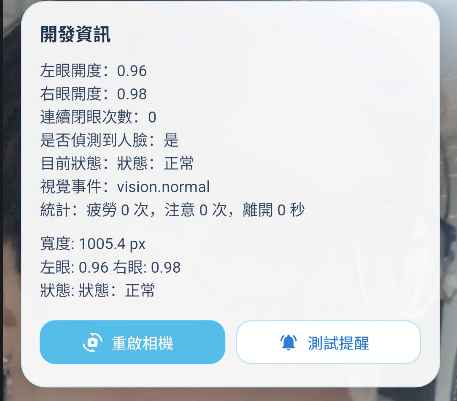 開發資訊
左眼開度：0.96
右眼開度：0.98
連續閉眼次數：0
是否偵測到人臉：是
目前狀態：狀態：正常
視覺事件：vision.normal
統計：疲勞 0 次，注意 0 次，離開 0 秒
寬度: 1005.4 px
左眼: 0.96 右眼: 0.98
狀態: 狀態：正常
重啟相機
測試提醒